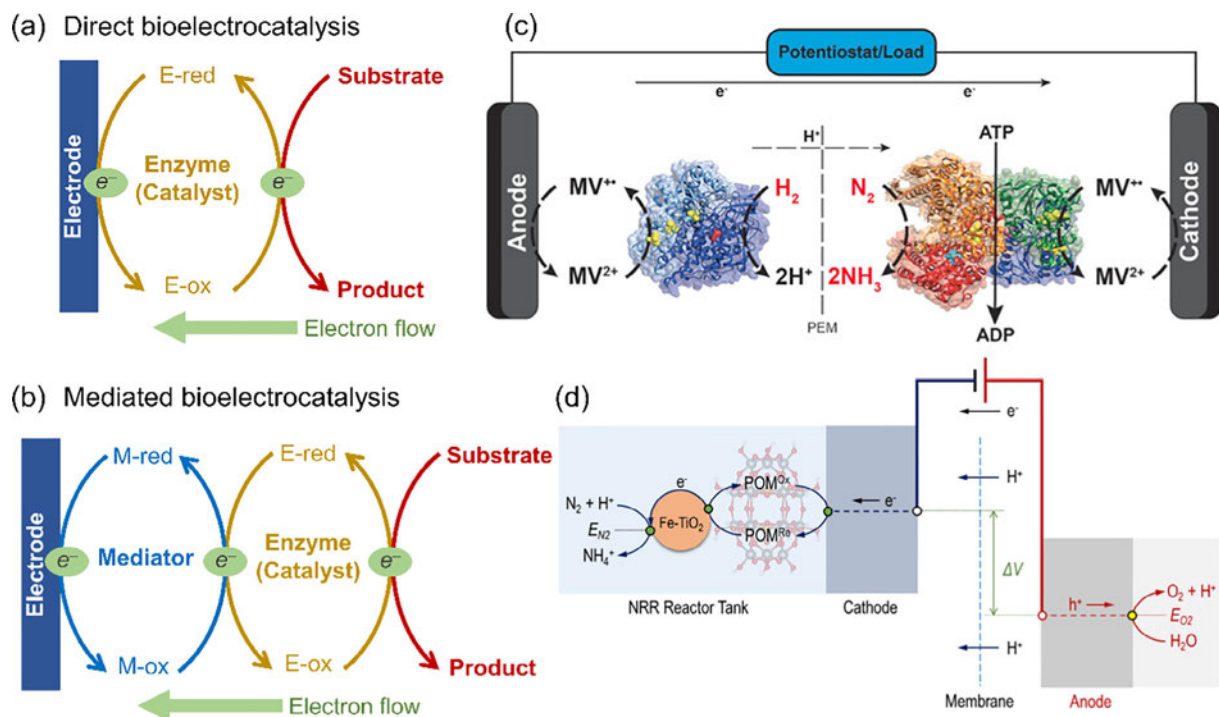 (a) Direct bioelectrocatalysis
Electrode
E-red
Substrate
e⁻
Enzyme
(Catalyst)
e⁻
E-ox
Product
Electron flow
(b) Mediated bioelectrocatalysis
Electrode
M-red
E-red
Substrate
e⁻
Mediator
e⁻
Enzyme
(Catalyst)
e⁻
M-ox
E-ox
Product
Electron flow
(c)
Potentiostat/Load
e⁻
e⁻
Anode
MV⁺•
MV²⁺
H₂
2H⁺
H⁺
PEM
N₂
2NH₃
ATP
ADP
MV⁺•
MV²⁺
Cathode
(d)
e⁻
N₂ + H⁺
E_N2
NH₄⁺
e⁻
Fe-TiO₂
POM^Ox
POM^Re
e⁻
NRR Reactor Tank
Cathode
H⁺
H⁺
Membrane
ΔV
h⁺
O₂ + H⁺
E_O2
H₂O
Anode